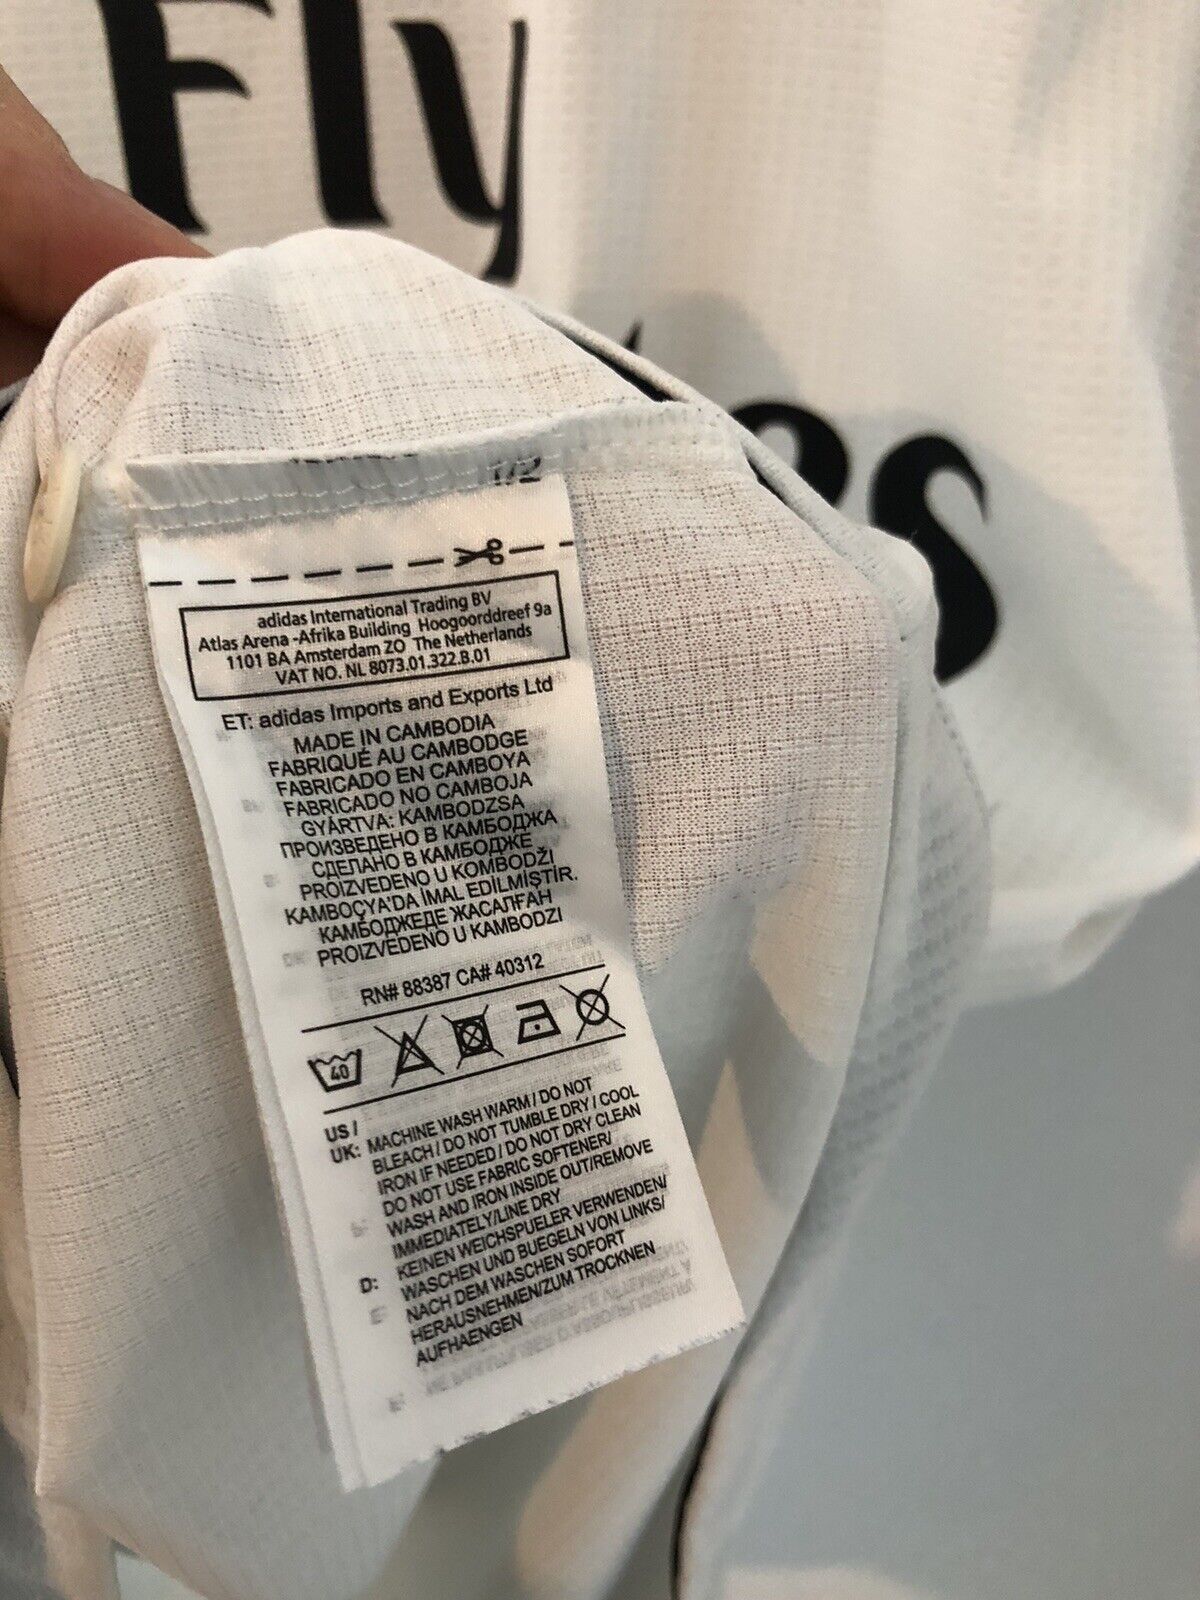 Fly
es
1/2
adidas International Trading BV
Atlas Arena -Afrika Building Hoogoorddreef 9a
1101 BA Amsterdam ZO The Netherlands
VAT NO. NL 8073.01.322.B.01
ET: adidas Imports and Exports Ltd
MADE IN CAMBODIA
FABRIQUÉ AU CAMBODGE
FABRICADO EN CAMBOYA
FABRICADO NO CAMBOJA
GYÁRTVA: KAMBODZSA
ПРОИЗВЕДЕНО В КАМБОДЖА
СДЕЛАНО В КАМБОДЖЕ
PROIZVEDENO U KOMBODŽI
KAMBOÇYA'DA İMAL EDİLMİŞTİR.
КАМБОДЖЕДЕ ЖАСАЛҒАН
PROIZVEDENO U KAMBODZI
RN# 88387 CA# 40312
40
US /
UK: MACHINE WASH WARM / DO NOT
BLEACH / DO NOT TUMBLE DRY / COOL
IRON IF NEEDED / DO NOT DRY CLEAN
DO NOT USE FABRIC SOFTENER/
WASH AND IRON INSIDE OUT/REMOVE
IMMEDIATELY/LINE DRY
D: KEINEN WEICHSPUELER VERWENDEN/
WASCHEN UND BUEGELN VON LINKS/
NACH DEM WASCHEN SOFORT
HERAUSNEHMEN/ZUM TROCKNEN
AUFHAENGEN